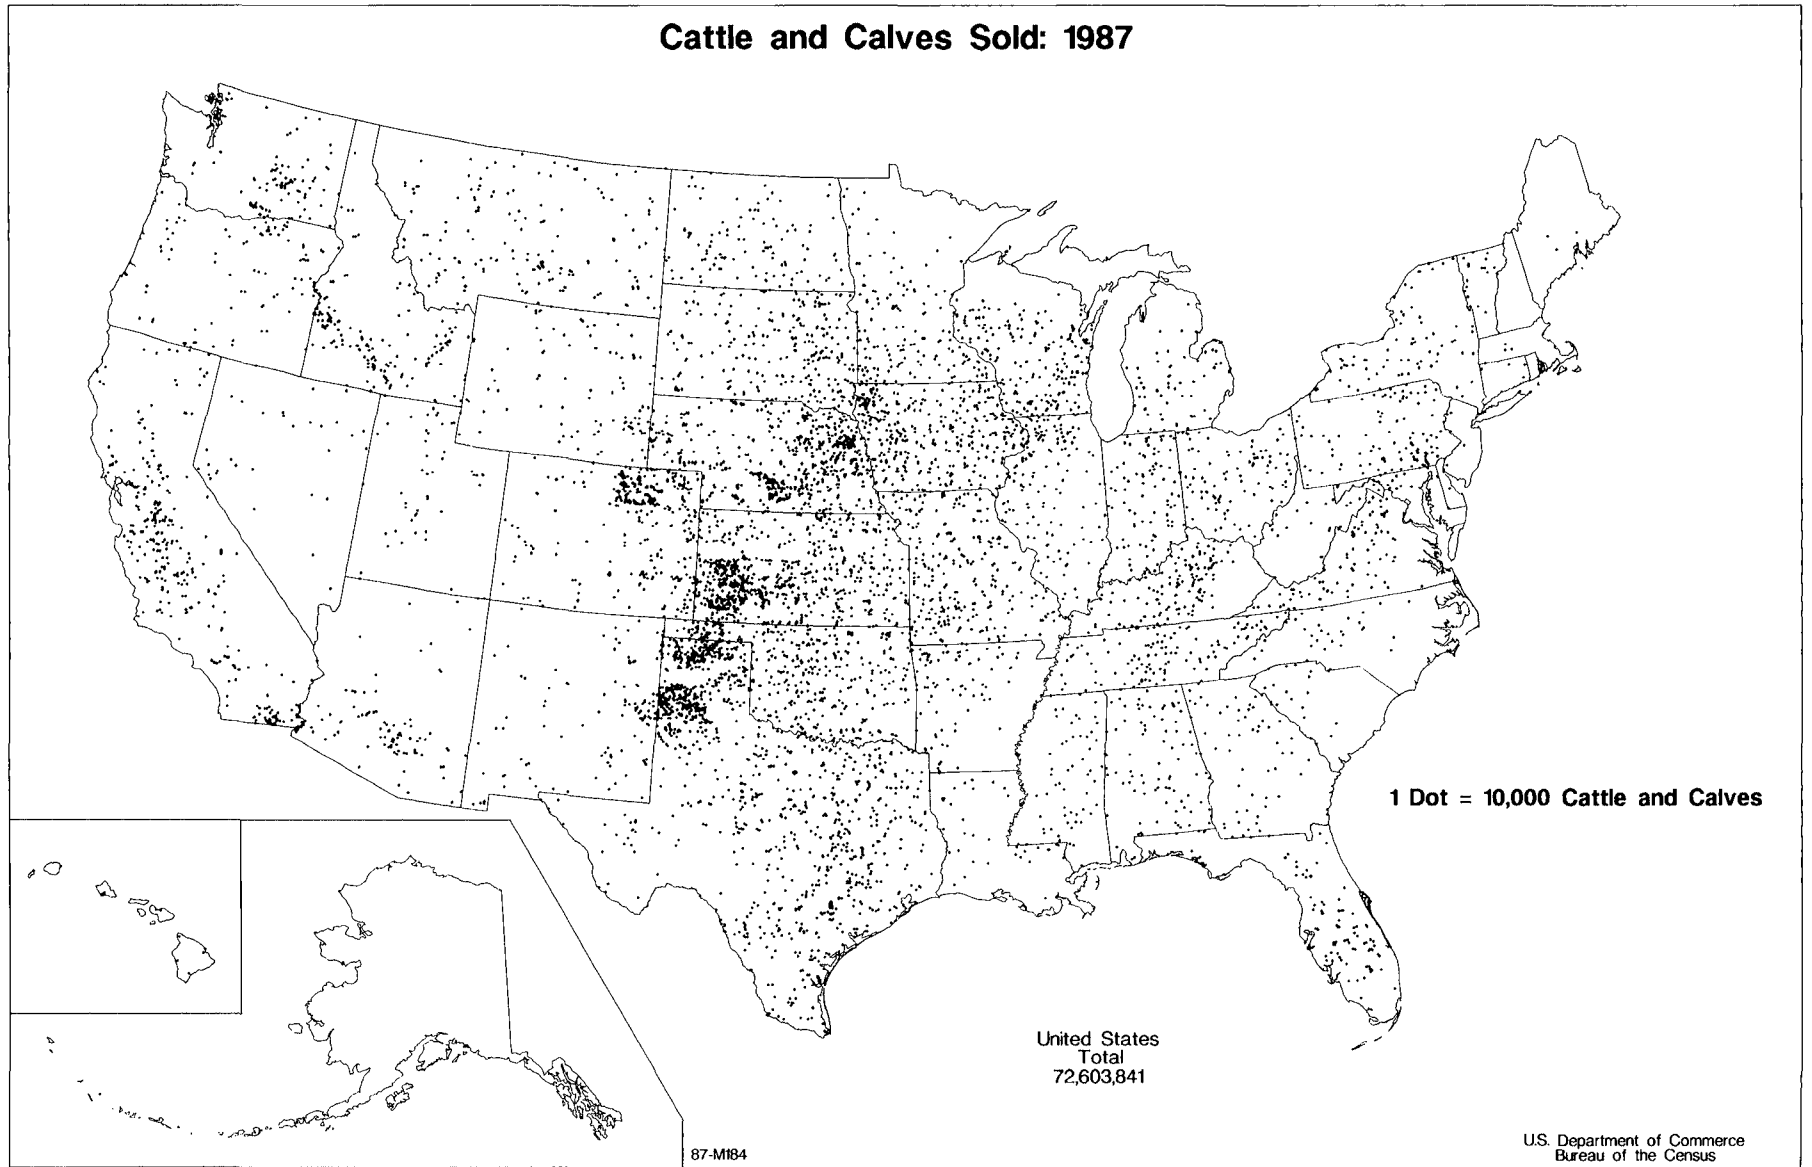 Cattle and Calves Sold: 1987
1 Dot = 10,000 Cattle and Calves
United States
Total
72,603,841
87-M184
U.S. Department of Commerce
Bureau of the Census